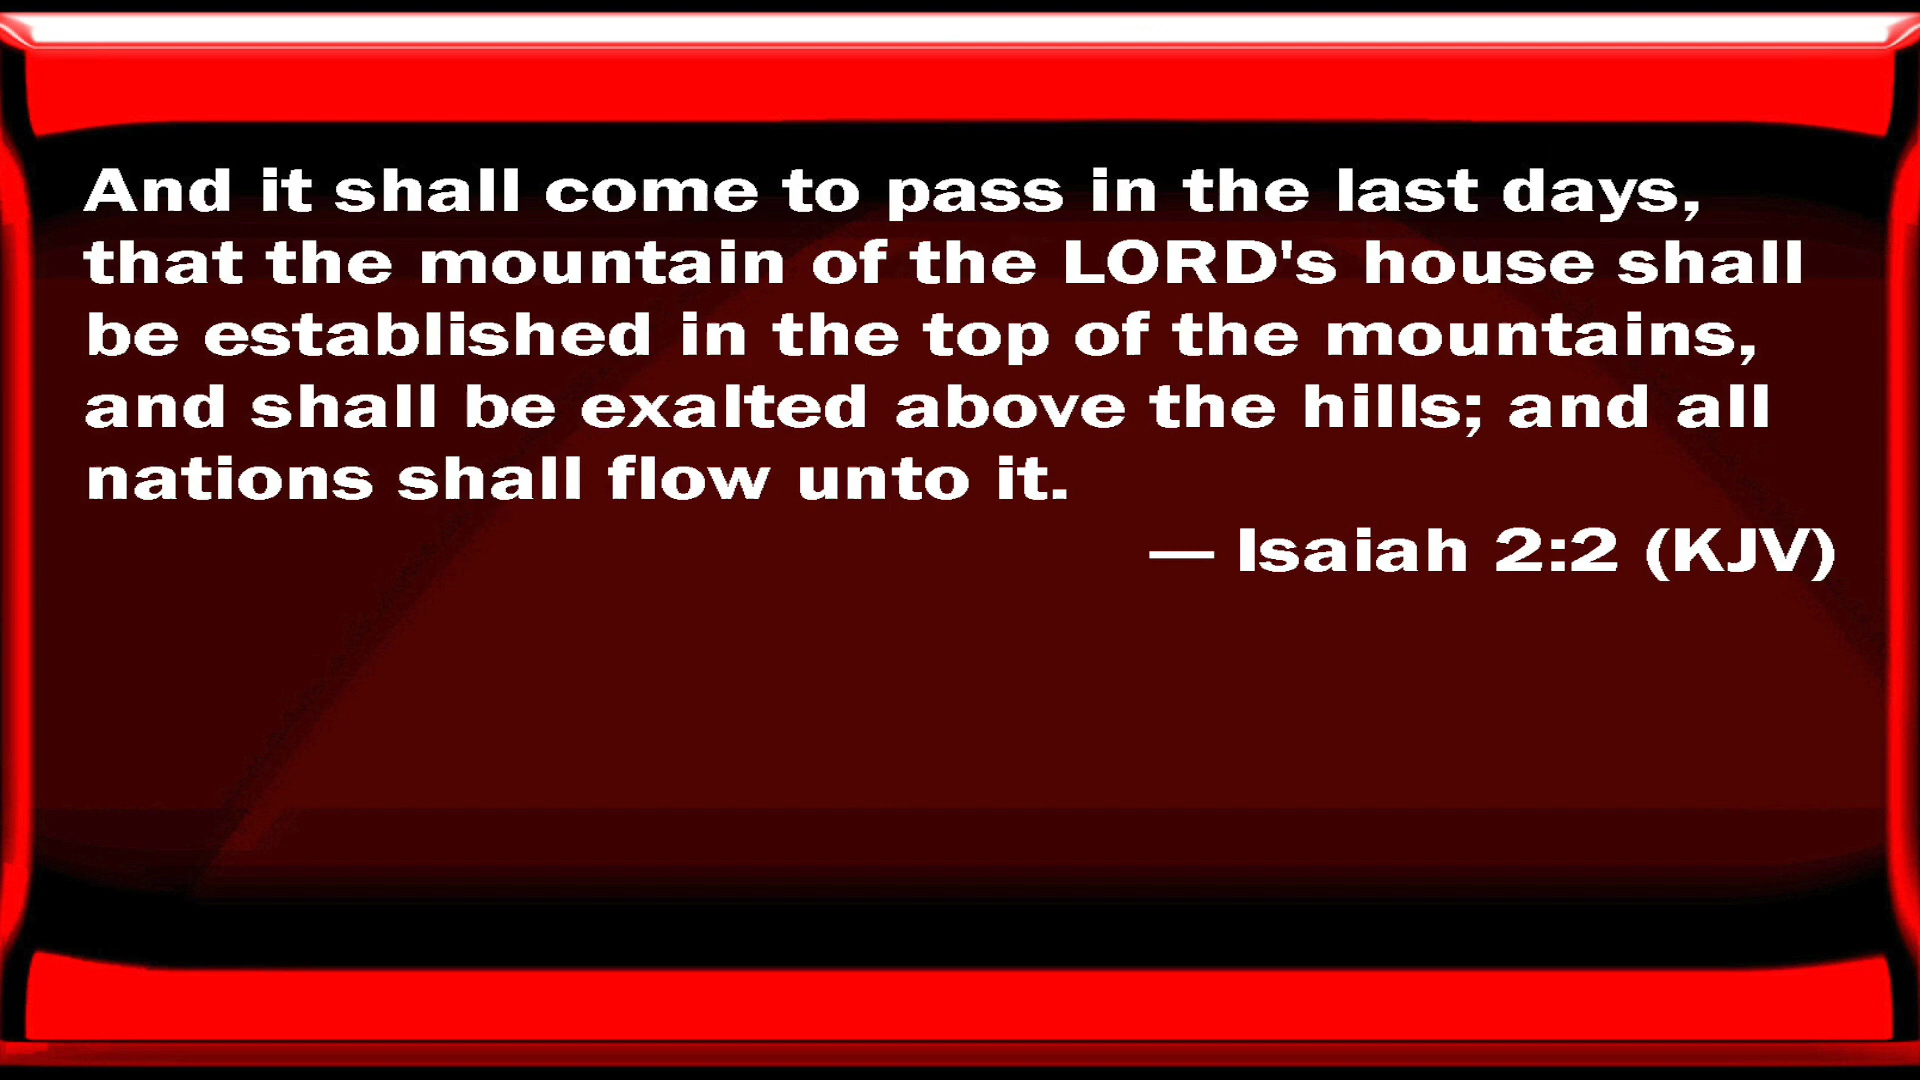 And it shall come to pass in the last days,
that the mountain of the LORD's house shall
be established in the top of the mountains,
and shall be exalted above the hills; and all
nations shall flow unto it.
— Isaiah 2:2 (KJV)